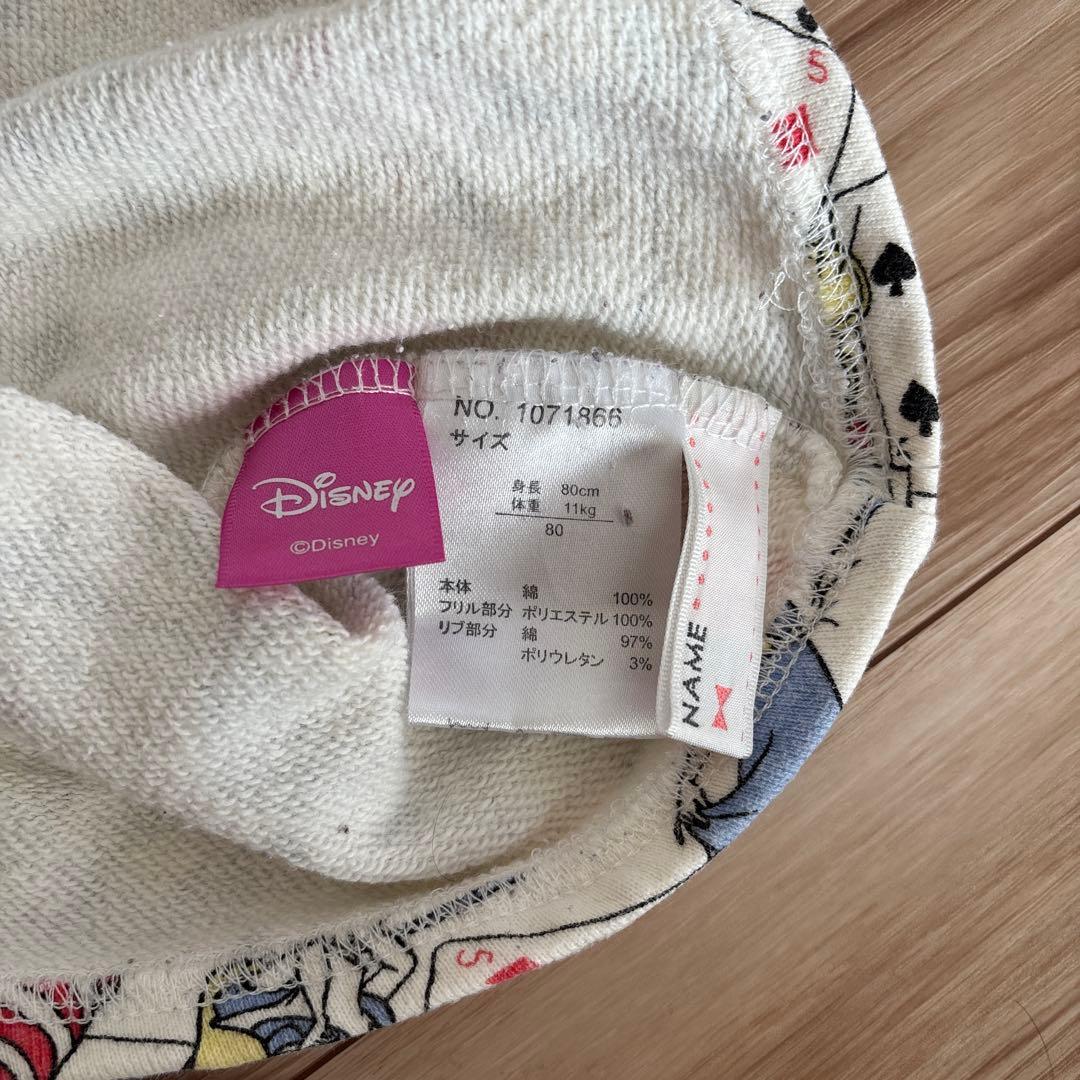 DISNEY
©Disney
NO. 1071866
サイズ
身長 80cm
体重 11kg
80
本体 綿 100%
フリル部分 ポリエステル 100%
リブ部分 綿 97%
ポリウレタン 3%
NAME
5
5